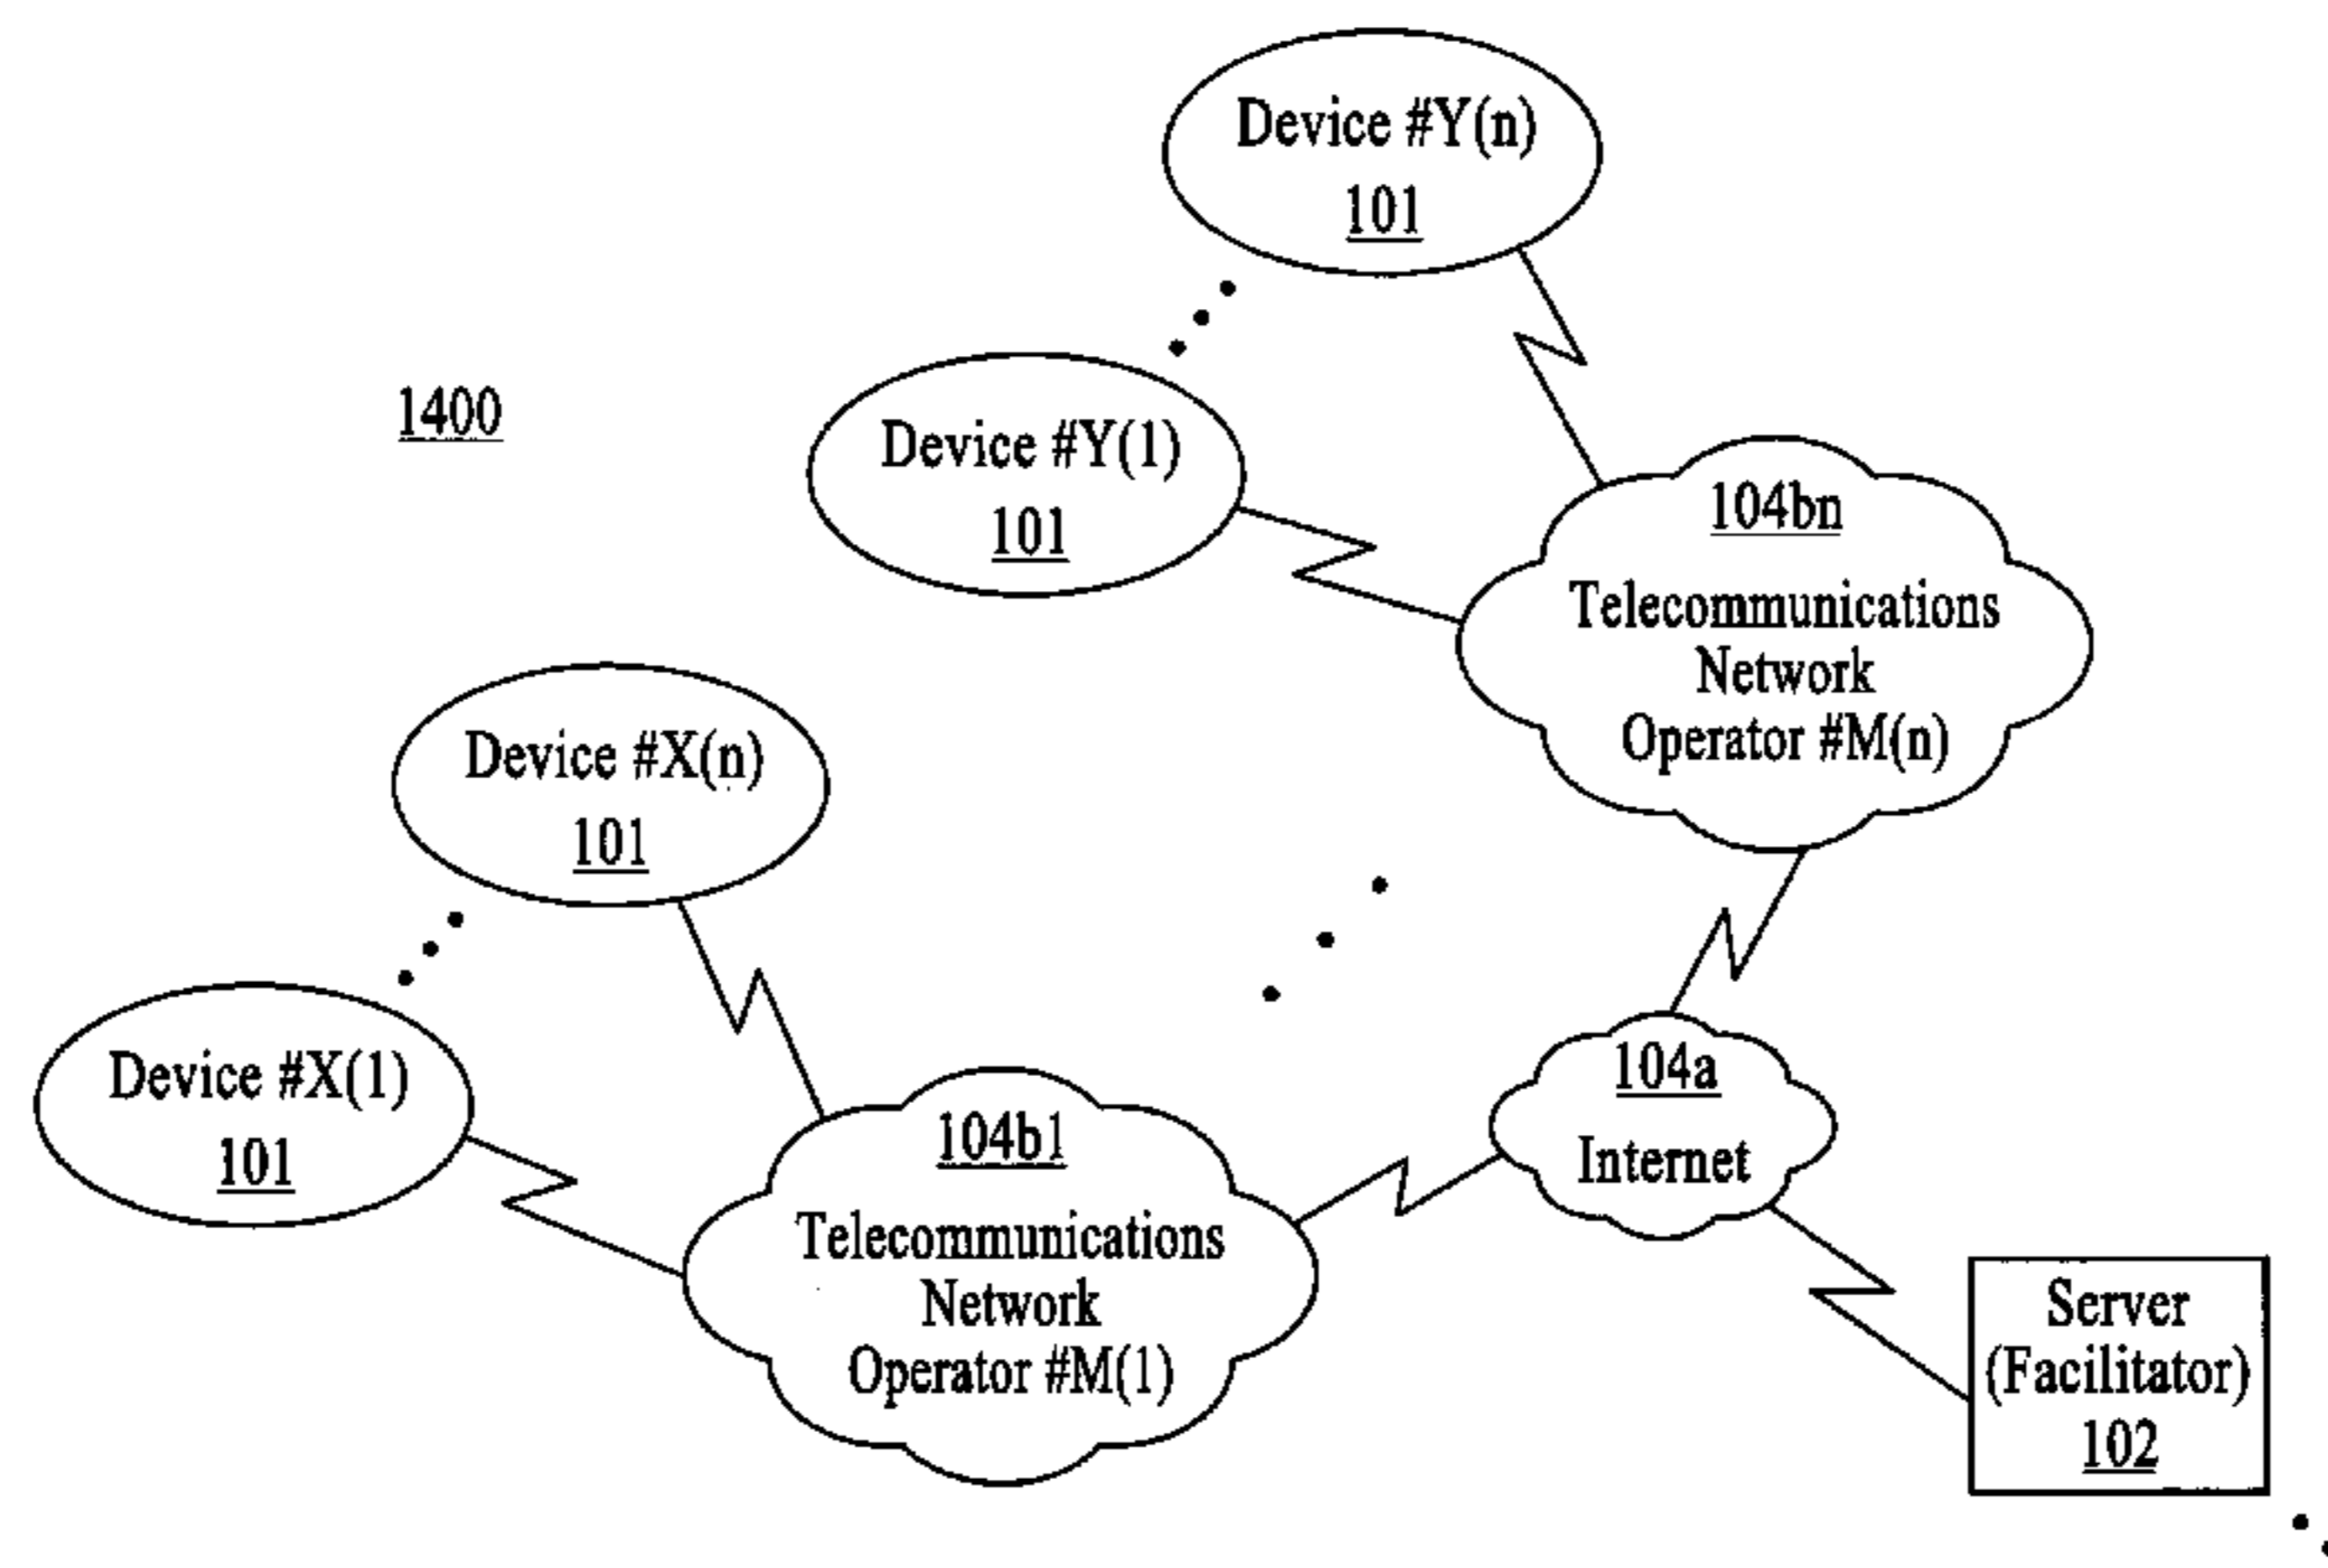 Device #Y(n)
101
1400
Device #Y(1)
101
104bn
Telecommunications
Network
Operator #M(n)
Device #X(n)
101
Device #X(1)
101
104b1
Telecommunications
Network
Operator #M(1)
104a
Internet
Server
(Facilitator)
102